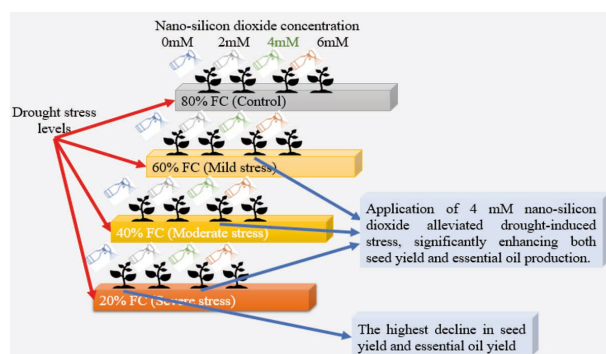 Nano-silicon dioxide concentration
0mM 2mM 4mM 6mM
80% FC (Control)
Drought stress
levels
60% FC (Mild stress)
40% FC (Moderate stress)
20% FC (Severe stress)
Application of 4 mM nano-silicon
dioxide alleviated drought-induced
stress, significantly enhancing both
seed yield and essential oil production.
The highest decline in seed
yield and essential oil yield